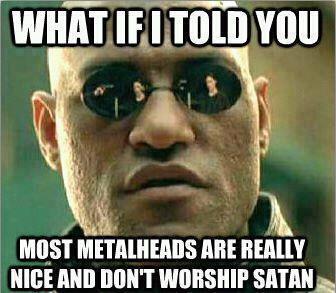 WHAT IF I TOLD YOU
MOST METALHEADS ARE REALLY
NICE AND DON'T WORSHIP SATAN